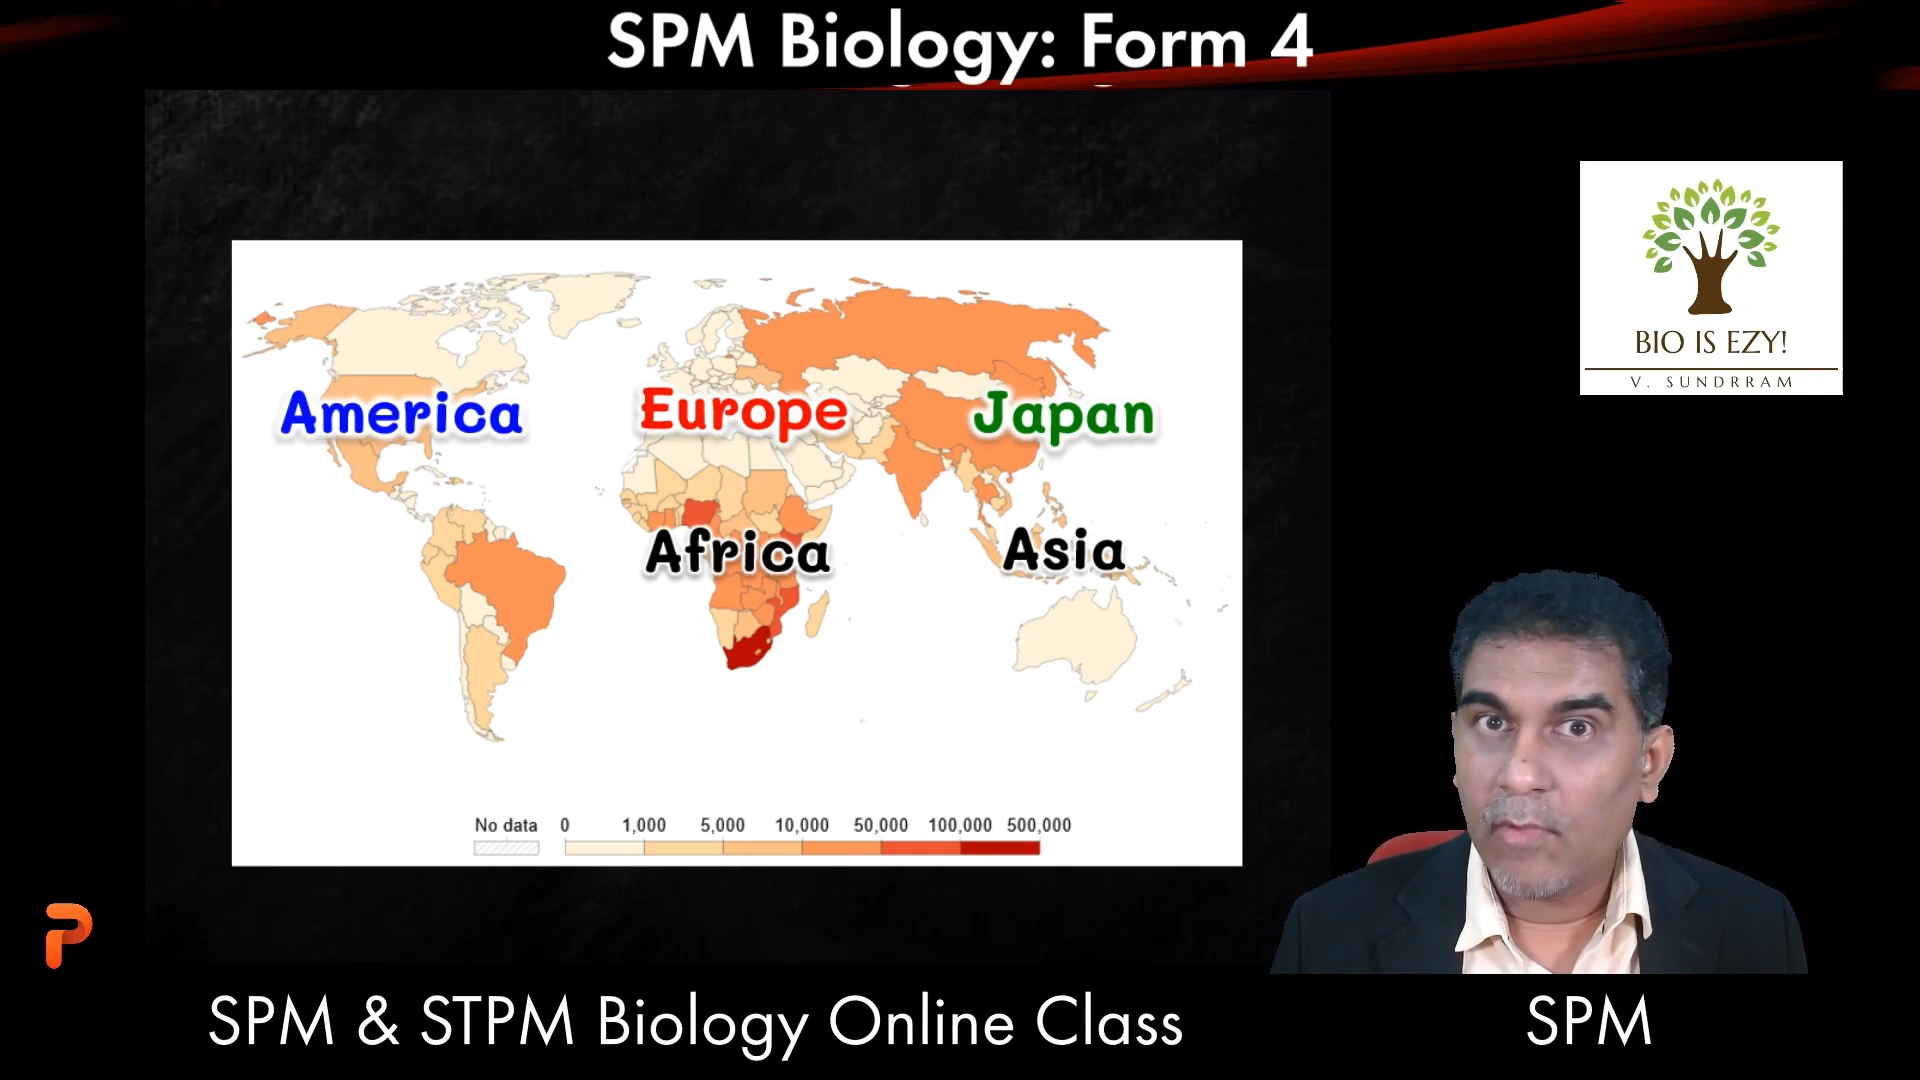 SPM Biology: Form 4
BIO IS EZY!
V. SUNDRRAM
America
Europe
Japan
Africa
Asia
No data 0 1,000 5,000 10,000 50,000 100,000 500,000
SPM & STPM Biology Online Class
SPM